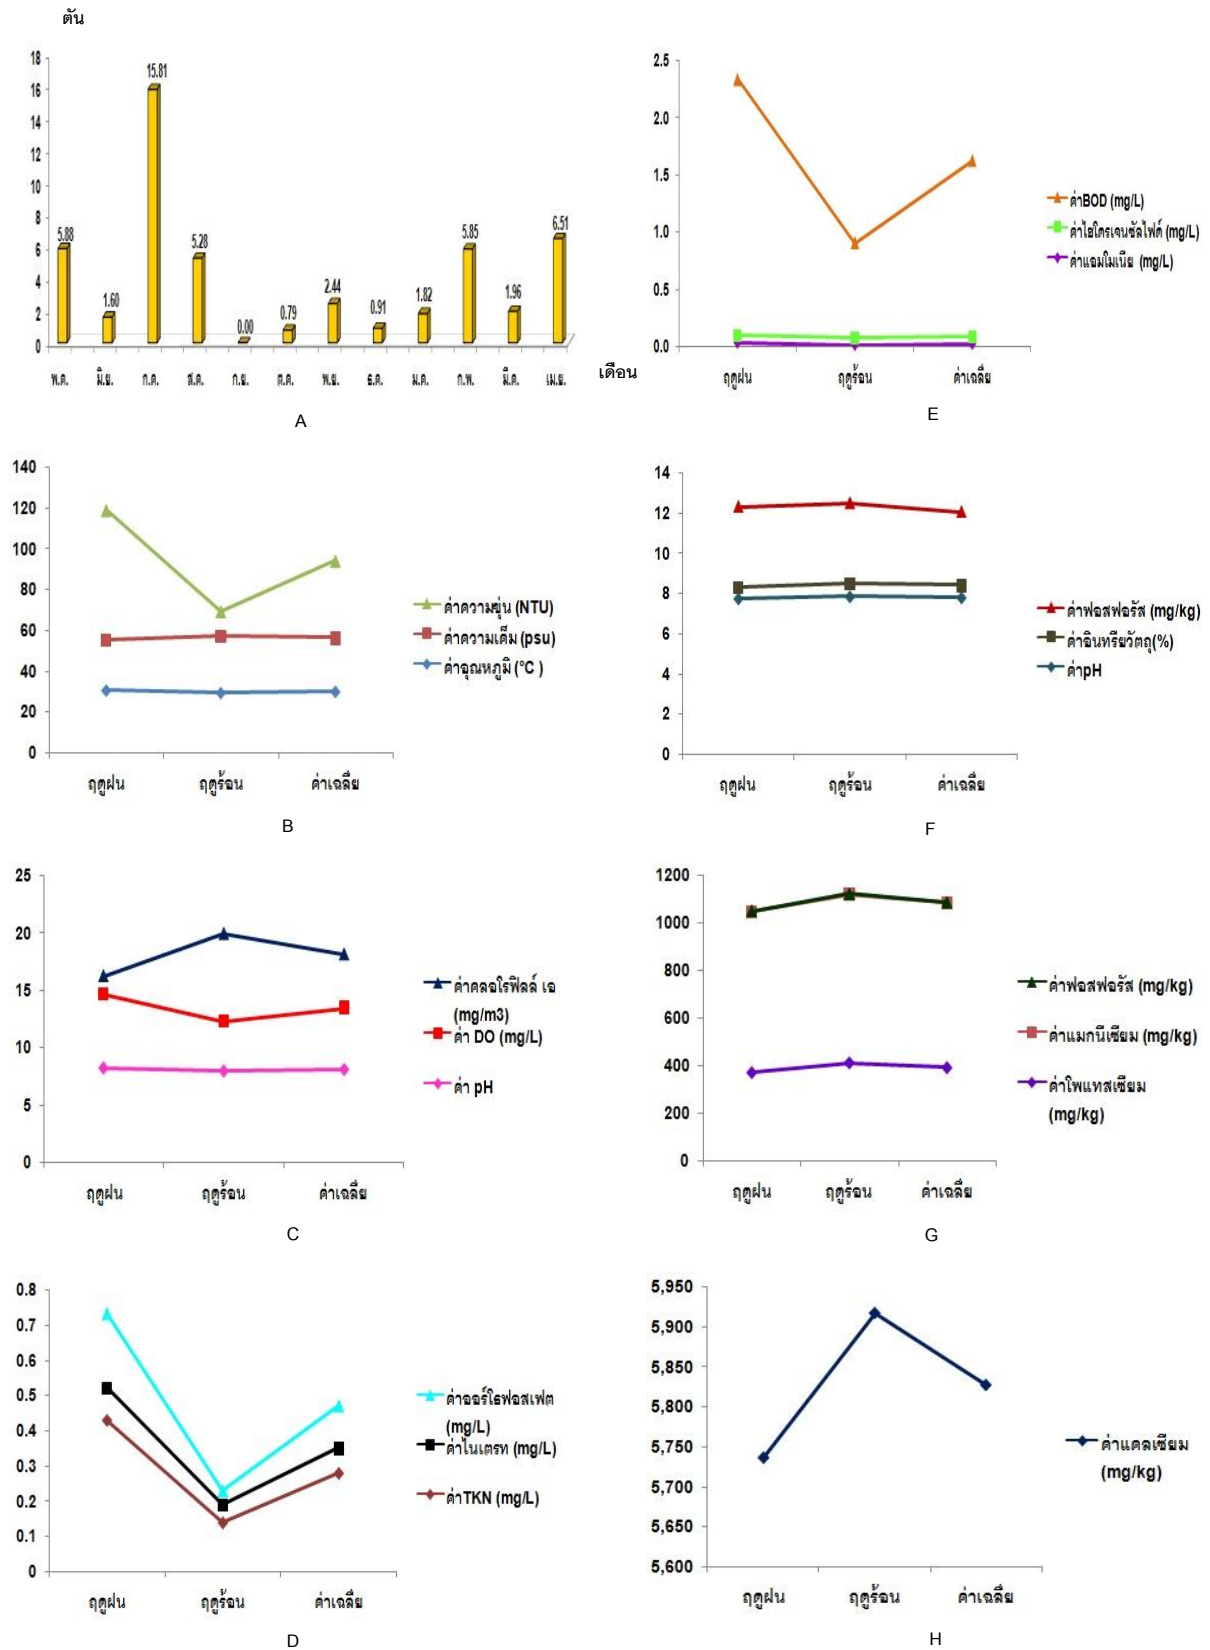 ตัน
18
16
14
12
10
8
6
4
2
0
5.88
1.60
15.81
5.28
0.00
0.79
2.44
0.91
1.82
5.85
1.96
6.51
พ.ค. มิ.ย. ก.ค. ส.ค. ก.ย. ต.ค. พ.ย. ธ.ค. ม.ค. ก.พ. มี.ค. เม.ย.
เดือน
A
2.5
2.0
1.5
1.0
0.5
0.0
ฤดูฝน ฤดูร้อน ค่าเฉลี่ย
ค่าBOD (mg/L)
ค่าไฮโดรเจนซัลไฟด์ (mg/L)
ค่าแอมโมเนีย (mg/L)
E
140
120
100
80
60
40
20
0
ฤดูฝน ฤดูร้อน ค่าเฉลี่ย
ค่าความขุ่น (NTU)
ค่าความเค็ม (psu)
ค่าอุณหภูมิ (°C )
B
14
12
10
8
6
4
2
0
ฤดูฝน ฤดูร้อน ค่าเฉลี่ย
ค่าฟอสฟอรัส (mg/kg)
ค่าอินทรียวัตถุ(%)
ค่าpH
F
25
20
15
10
5
0
ฤดูฝน ฤดูร้อน ค่าเฉลี่ย
ค่าคลอโรฟิลล์ เอ
(mg/m3)
ค่า DO (mg/L)
ค่า pH
C
1200
1000
800
600
400
200
0
ฤดูฝน ฤดูร้อน ค่าเฉลี่ย
ค่าฟอสฟอรัส (mg/kg)
ค่าแมกนีเซียม (mg/kg)
ค่าโพแทสเซียม
(mg/kg)
G
0.8
0.7
0.6
0.5
0.4
0.3
0.2
0.1
0
ฤดูฝน ฤดูร้อน ค่าเฉลี่ย
ค่าออร์โธฟอสเฟต
(mg/L)
ค่าไนเตรท (mg/L)
ค่าTKN (mg/L)
D
5,950
5,900
5,850
5,800
5,750
5,700
5,650
5,600
ฤดูฝน ฤดูร้อน ค่าเฉลี่ย
ค่าแคลเซียม
(mg/kg)
H